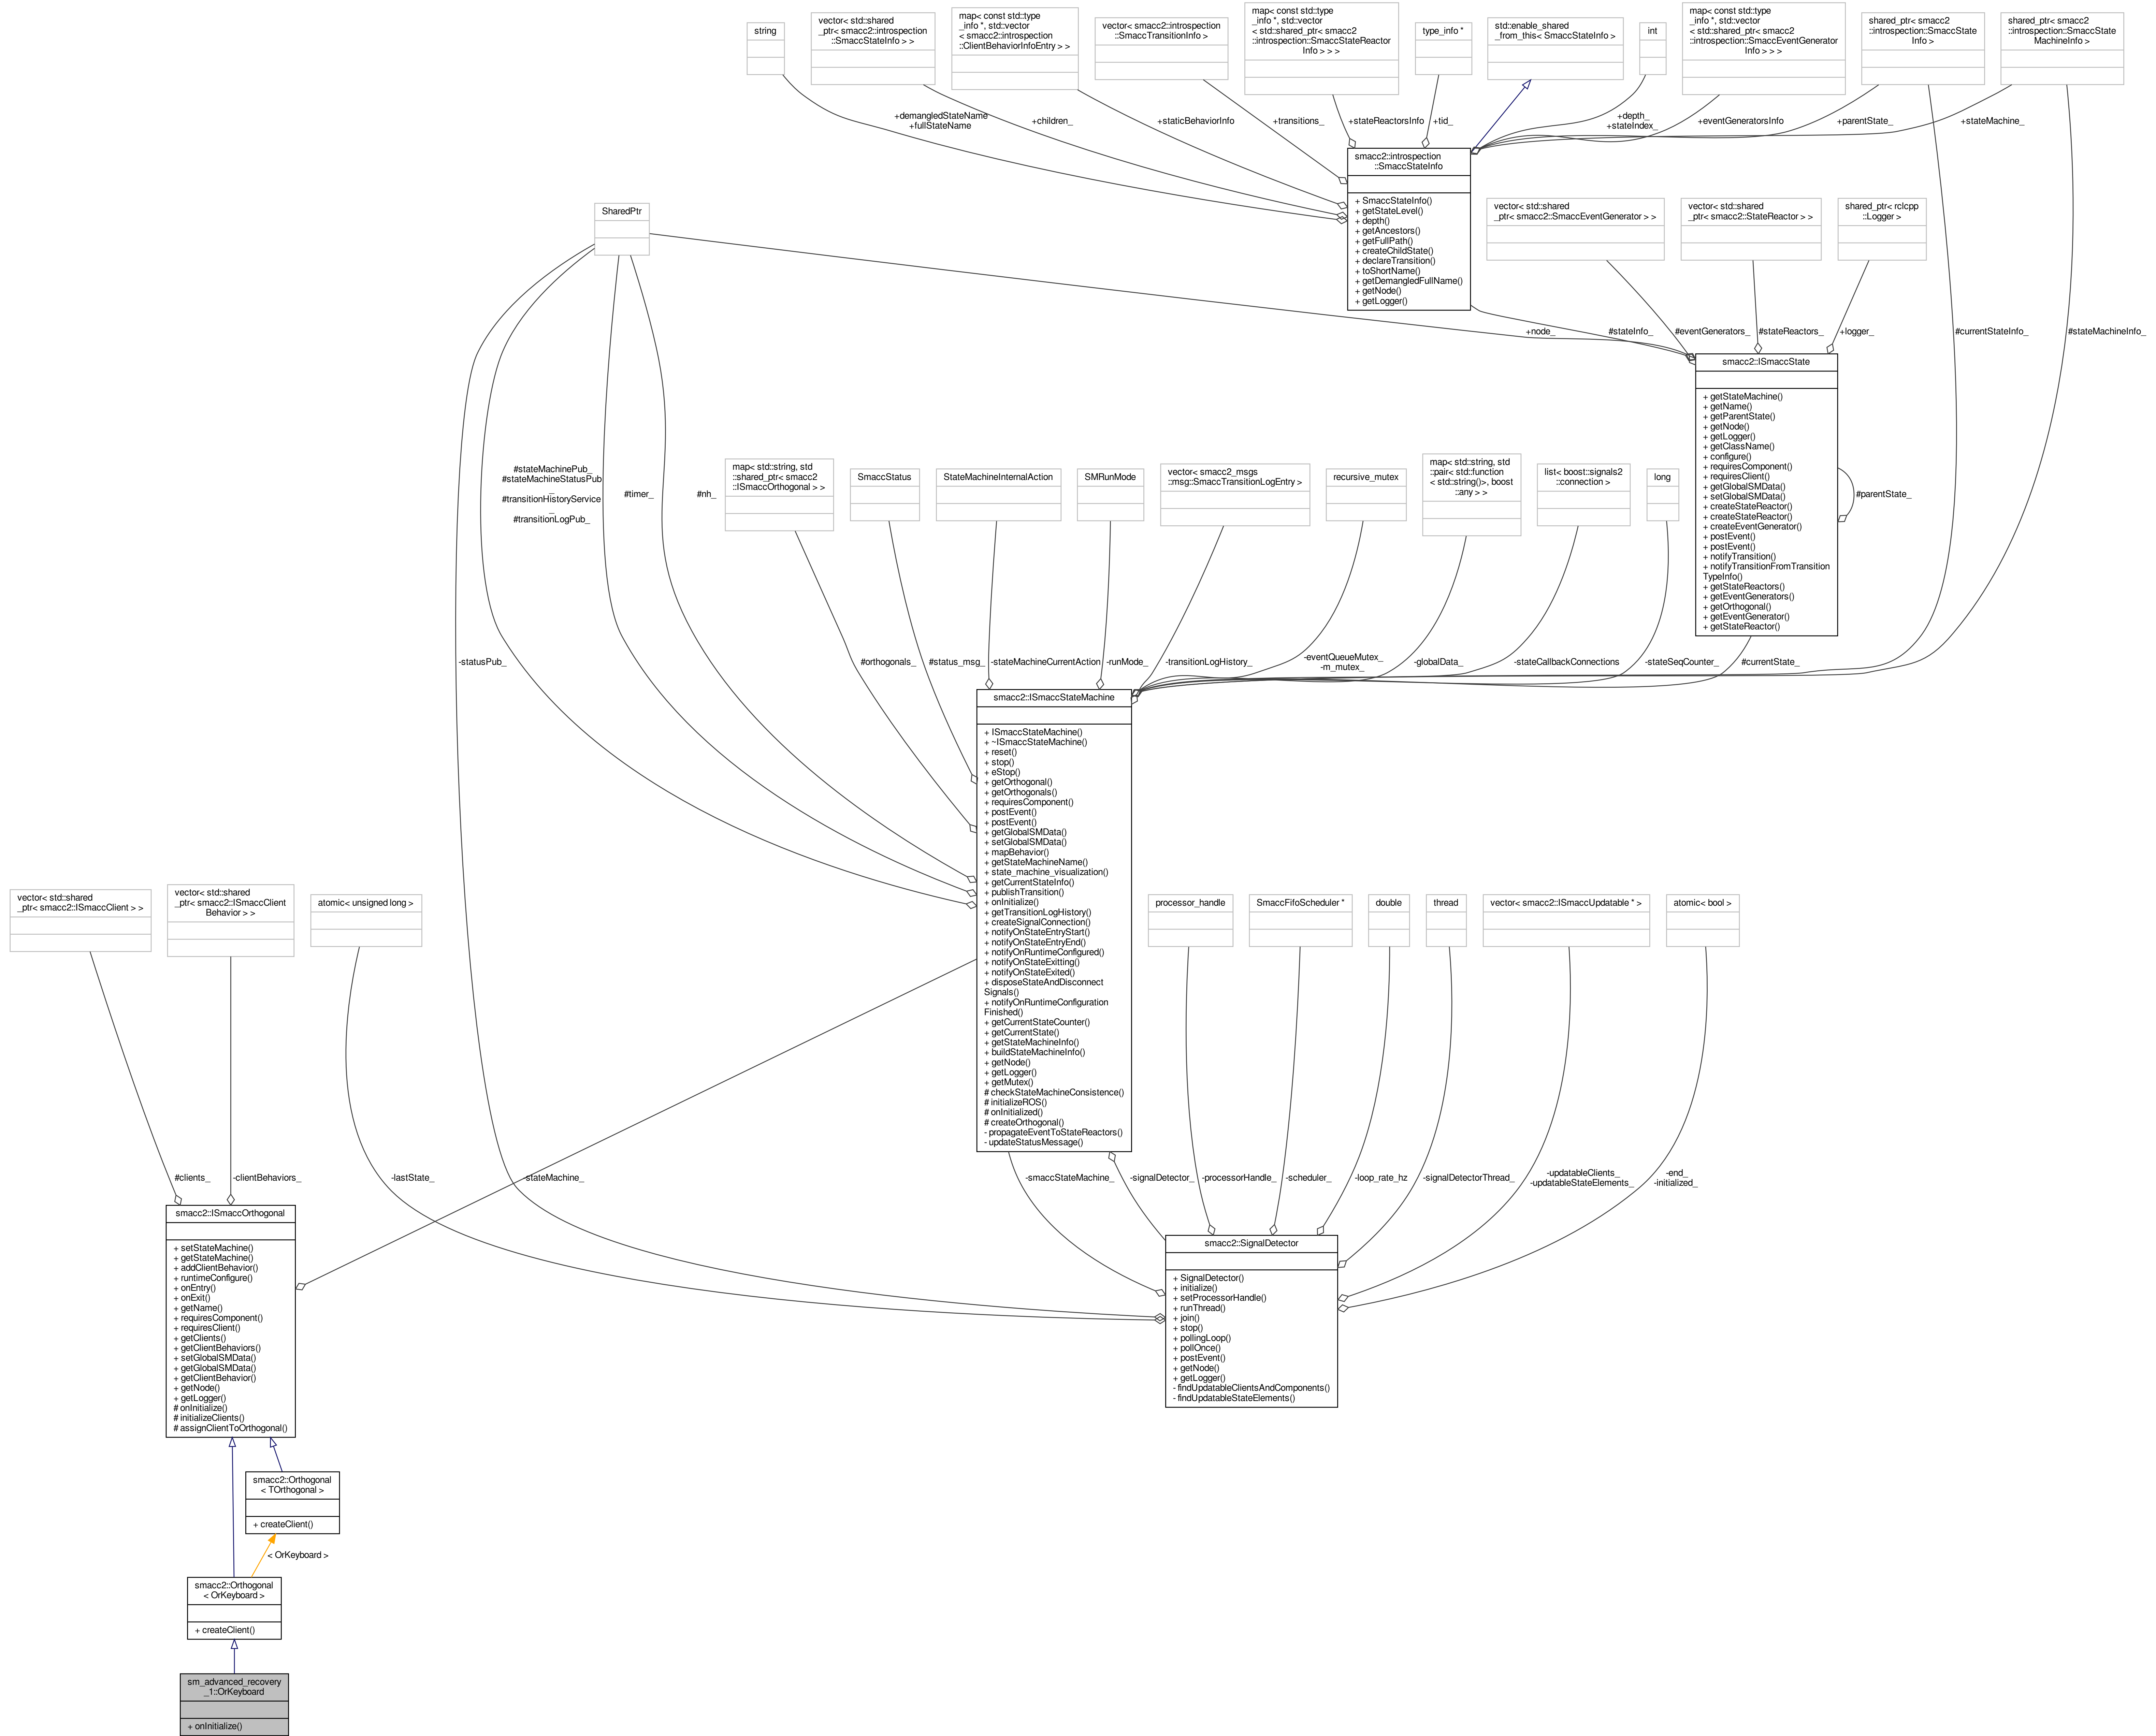 string
vector< std::shared
_ptr< smacc2::introspection
::SmaccStateInfo > >
map< const std::type
_info *, std::vector
< smacc2::introspection
::ClientBehaviorInfoEntry > >
vector< smacc2::introspection
::SmaccTransitionInfo >
map< const std::type
_info *, std::vector
< std::shared_ptr< smacc2
::introspection::SmaccStateReactor
Info > > >
type_info *
std::enable_shared
_from_this< SmaccStateInfo >
int
map< const std::type
_info *, std::vector
< std::shared_ptr< smacc2
::introspection::SmaccEventGenerator
Info > > >
shared_ptr< smacc2
::introspection::SmaccState
Info >
shared_ptr< smacc2
::introspection::SmaccState
MachineInfo >
+demangledStateName
+fullStateName
+children_
+staticBehaviorInfo
+transitions_
+stateReactorsInfo
+tid_
+depth_
+stateIndex_
+eventGeneratorsInfo
+parentState_
+stateMachine_
smacc2::introspection
::SmaccStateInfo
+ SmaccStateInfo()
+ getStateLevel()
+ depth()
+ getAncestors()
+ getFullPath()
+ createChildState()
+ declareTransition()
+ toShortName()
+ getDemangledFullName()
+ getNode()
+ getLogger()
SharedPtr
vector< std::shared
_ptr< smacc2::SmaccEventGenerator > >
vector< std::shared
_ptr< smacc2::StateReactor > >
shared_ptr< rclcpp
::Logger >
+node_
#stateInfo_
#eventGenerators_
#stateReactors_
+logger_
#currentStateInfo_
#stateMachineInfo_
smacc2::ISmaccState
+ getStateMachine()
+ getName()
+ getParentState()
+ getNode()
+ getLogger()
+ getClassName()
+ configure()
+ requiresComponent()
+ requiresClient()
+ getGlobalSMData()
+ setGlobalSMData()
+ createStateReactor()
+ createStateReactor()
+ createEventGenerator()
+ postEvent()
+ postEvent()
+ notifyTransition()
+ notifyTransitionFromTransition
TypeInfo()
+ getStateReactors()
+ getEventGenerators()
+ getOrthogonal()
+ getEventGenerator()
+ getStateReactor()
#parentState_
#stateMachinePub_
#stateMachineStatusPub
_
#transitionHistoryService
_
#transitionLogPub_
#timer_
#nh_
map< std::string, std
::shared_ptr< smacc2
::ISmaccOrthogonal > >
SmaccStatus
StateMachineInternalAction
SMRunMode
vector< smacc2_msgs
::msg::SmaccTransitionLogEntry >
recursive_mutex
map< std::string, std
::pair< std::function
< std::string()>, boost
::any > >
list< boost::signals2
::connection >
long
-statusPub_
#orthogonals_
#status_msg_
-stateMachineCurrentAction
-runMode_
-transitionLogHistory_
-eventQueueMutex_
-m_mutex_
-globalData_
-stateCallbackConnections
-stateSeqCounter_
#currentState_
smacc2::ISmaccStateMachine
+ ISmaccStateMachine()
+ ~ISmaccStateMachine()
+ reset()
+ stop()
+ eStop()
+ getOrthogonal()
+ getOrthogonals()
+ requiresComponent()
+ postEvent()
+ postEvent()
+ getGlobalSMData()
+ setGlobalSMData()
+ mapBehavior()
+ getStateMachineName()
+ state_machine_visualization()
+ getCurrentStateInfo()
+ publishTransition()
+ onInitialize()
+ getTransitionLogHistory()
+ createSignalConnection()
+ notifyOnStateEntryStart()
+ notifyOnStateEntryEnd()
+ notifyOnRuntimeConfigured()
+ notifyOnStateExitting()
+ notifyOnStateExited()
+ disposeStateAndDisconnect
Signals()
+ notifyOnRuntimeConfiguration
Finished()
+ getCurrentStateCounter()
+ getCurrentState()
+ getStateMachineInfo()
+ buildStateMachineInfo()
+ getNode()
+ getLogger()
+ getMutex()
# checkStateMachineConsistence()
# initializeROS()
# onInitialized()
# createOrthogonal()
- propagateEventToStateReactors()
- updateStatusMessage()
vector< std::shared
_ptr< smacc2::ISmaccClient > >
vector< std::shared
_ptr< smacc2::ISmaccClient
Behavior > >
atomic< unsigned long >
processor_handle
SmaccFifoScheduler *
double
thread
vector< smacc2::ISmaccUpdatable * >
atomic< bool >
#clients_
-clientBehaviors_
-lastState_
-stateMachine_
-smaccStateMachine_
-signalDetector_
-processorHandle_
-scheduler_
-loop_rate_hz
-signalDetectorThread_
-updatableClients_
-updatableStateElements_
-end_
-initialized_
smacc2::ISmaccOrthogonal
+ setStateMachine()
+ getStateMachine()
+ addClientBehavior()
+ runtimeConfigure()
+ onEntry()
+ onExit()
+ getName()
+ requiresComponent()
+ requiresClient()
+ getClients()
+ getClientBehaviors()
+ setGlobalSMData()
+ getGlobalSMData()
+ getClientBehavior()
+ getNode()
+ getLogger()
# onInitialize()
# initializeClients()
# assignClientToOrthogonal()
smacc2::SignalDetector
+ SignalDetector()
+ initialize()
+ setProcessorHandle()
+ runThread()
+ join()
+ stop()
+ pollingLoop()
+ pollOnce()
+ postEvent()
+ getNode()
+ getLogger()
- findUpdatableClientsAndComponents()
- findUpdatableStateElements()
smacc2::Orthogonal
< TOrthogonal >
+ createClient()
< OrKeyboard >
smacc2::Orthogonal
< OrKeyboard >
+ createClient()
sm_advanced_recovery
_1::OrKeyboard
+ onInitialize()